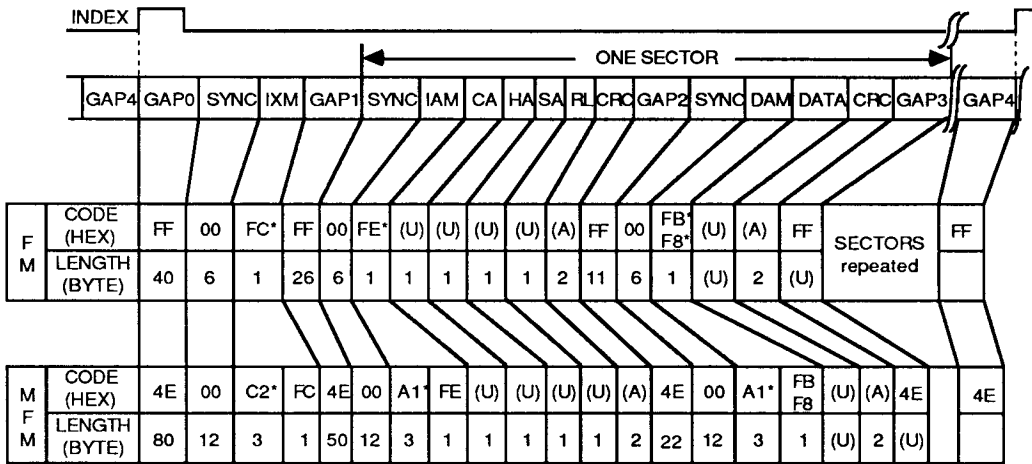 INDEX
ONE SECTOR
GAP4 GAP0 SYNC IXM GAP1 SYNC IAM CA HA SA RL CRC GAP2 SYNC DAM DATA CRC GAP3 GAP4
FM
CODE (HEX) FF 00 FC* FF 00 FE* (U) (U) (U) (U) (A) FF 00 FB* F8* (U) (A) FF SECTORS repeated FF
LENGTH (BYTE) 40 6 1 26 6 1 1 1 1 1 2 11 6 1 (U) 2 (U)
MFM
CODE (HEX) 4E 00 C2* FC 4E 00 A1* FE (U) (U) (U) (U) (A) 4E 00 A1* FB F8 (U) (A) 4E 4E
LENGTH (BYTE) 80 12 3 1 50 12 3 1 1 1 1 1 2 22 12 3 1 (U) 2 (U)